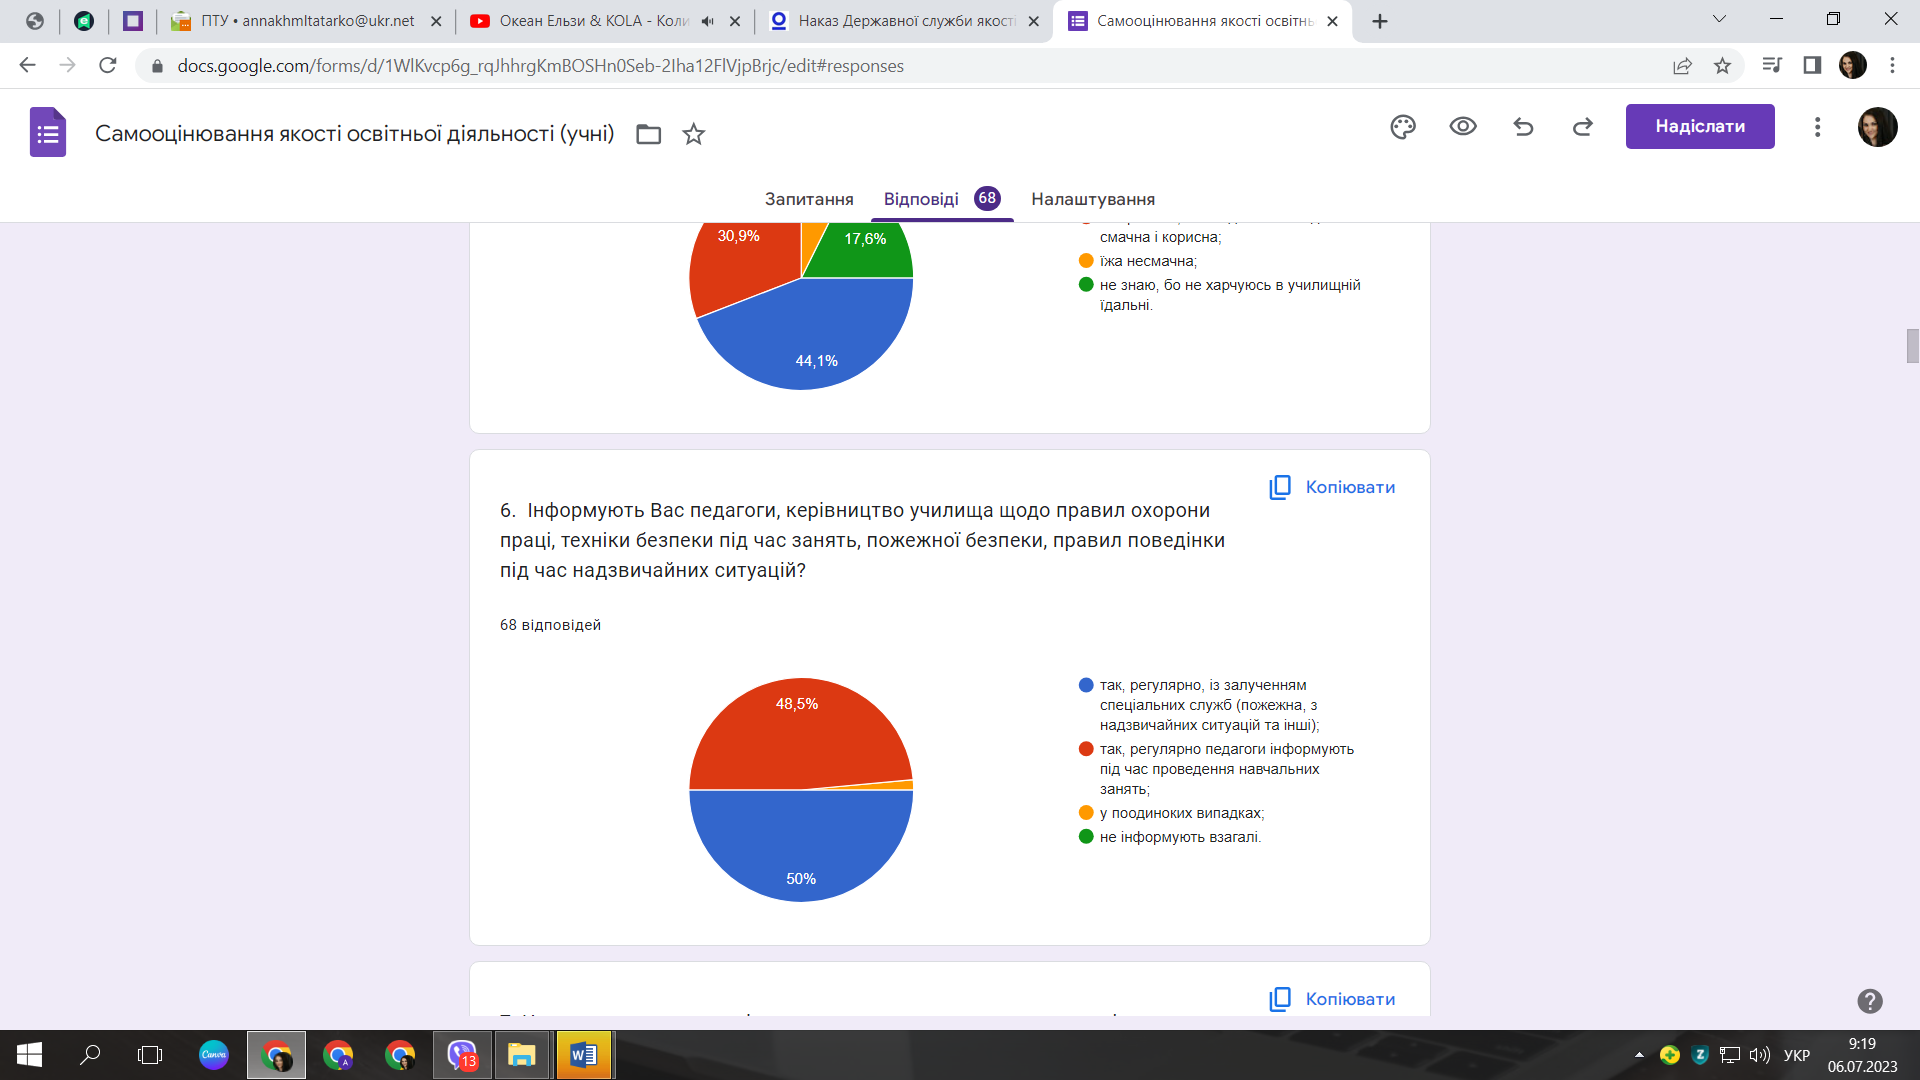 ПТУ • annakhmltatarko@ukr.net
Океан Ельзи & KOLA - Коли
Наказ Державної служби якості
Самооцінювання якості освітнь
docs.google.com/forms/d/1WlKvcp6g_rqJhhrgKmBOSHn0Seb-2Iha12FlVjpBrjc/edit#responses
Самооцінювання якості освітньої діяльності (учні)
Надіслати
Запитання
Відповіді 68
Налаштування
30,9%
17,6%
44,1%
смачна і корисна;
їжа несмачна;
не знаю, бо не харчуюсь в училищній
їдальні.
Копіювати
6. Інформують Вас педагоги, керівництво училища щодо правил охорони
праці, техніки безпеки під час занять, пожежної безпеки, правил поведінки
під час надзвичайних ситуацій?
68 відповідей
48,5%
50%
так, регулярно, із залученням
спеціальних служб (пожежна, з
надзвичайних ситуацій та інші);
так, регулярно педагоги інформують
під час проведення навчальних
занять;
у поодиноких випадках;
не інформують взагалі.
Копіювати
Canva
A
13
УКР
9:19
06.07.2023